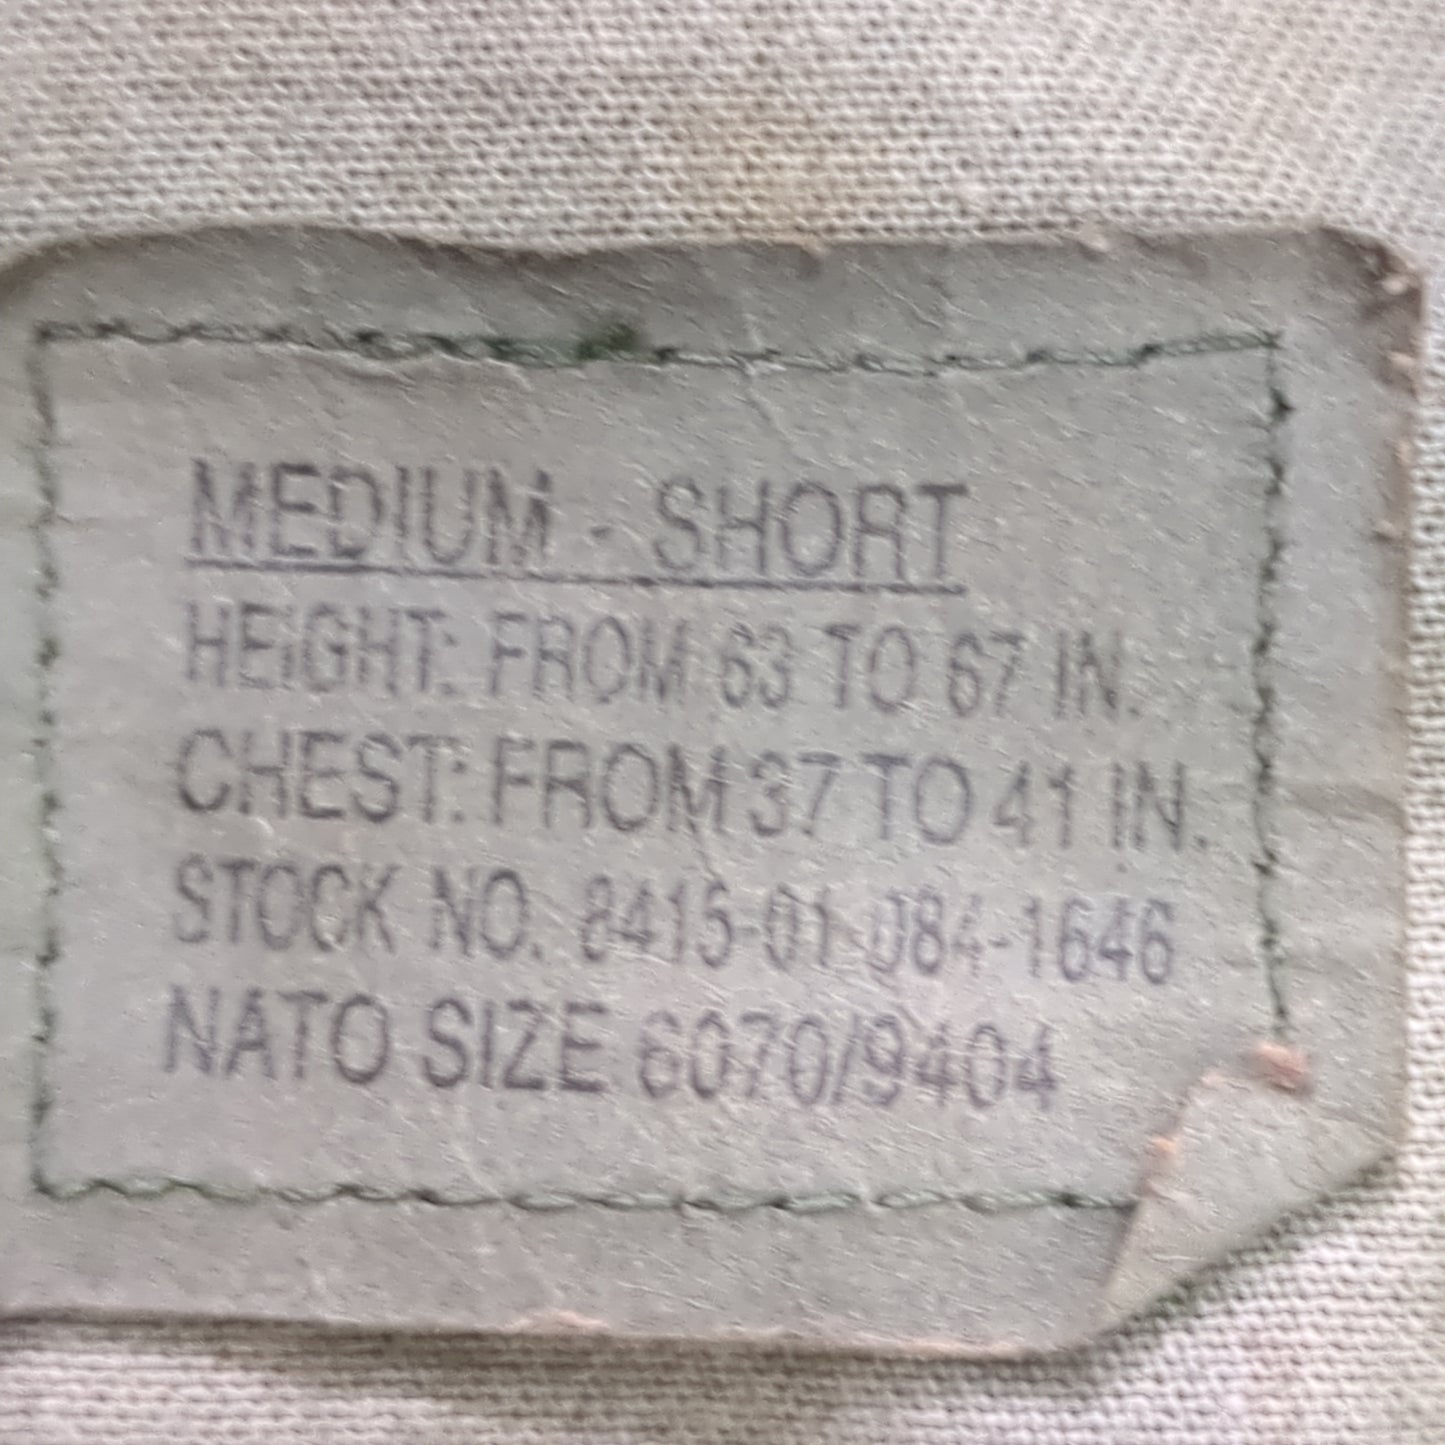 MEDIUM - SHORT
HEIGHT: FROM 63 TO 67 IN.
CHEST: FROM 37 TO 41 IN.
STOCK NO. 8415-01-084-1646
NATO SIZE 6070/9404